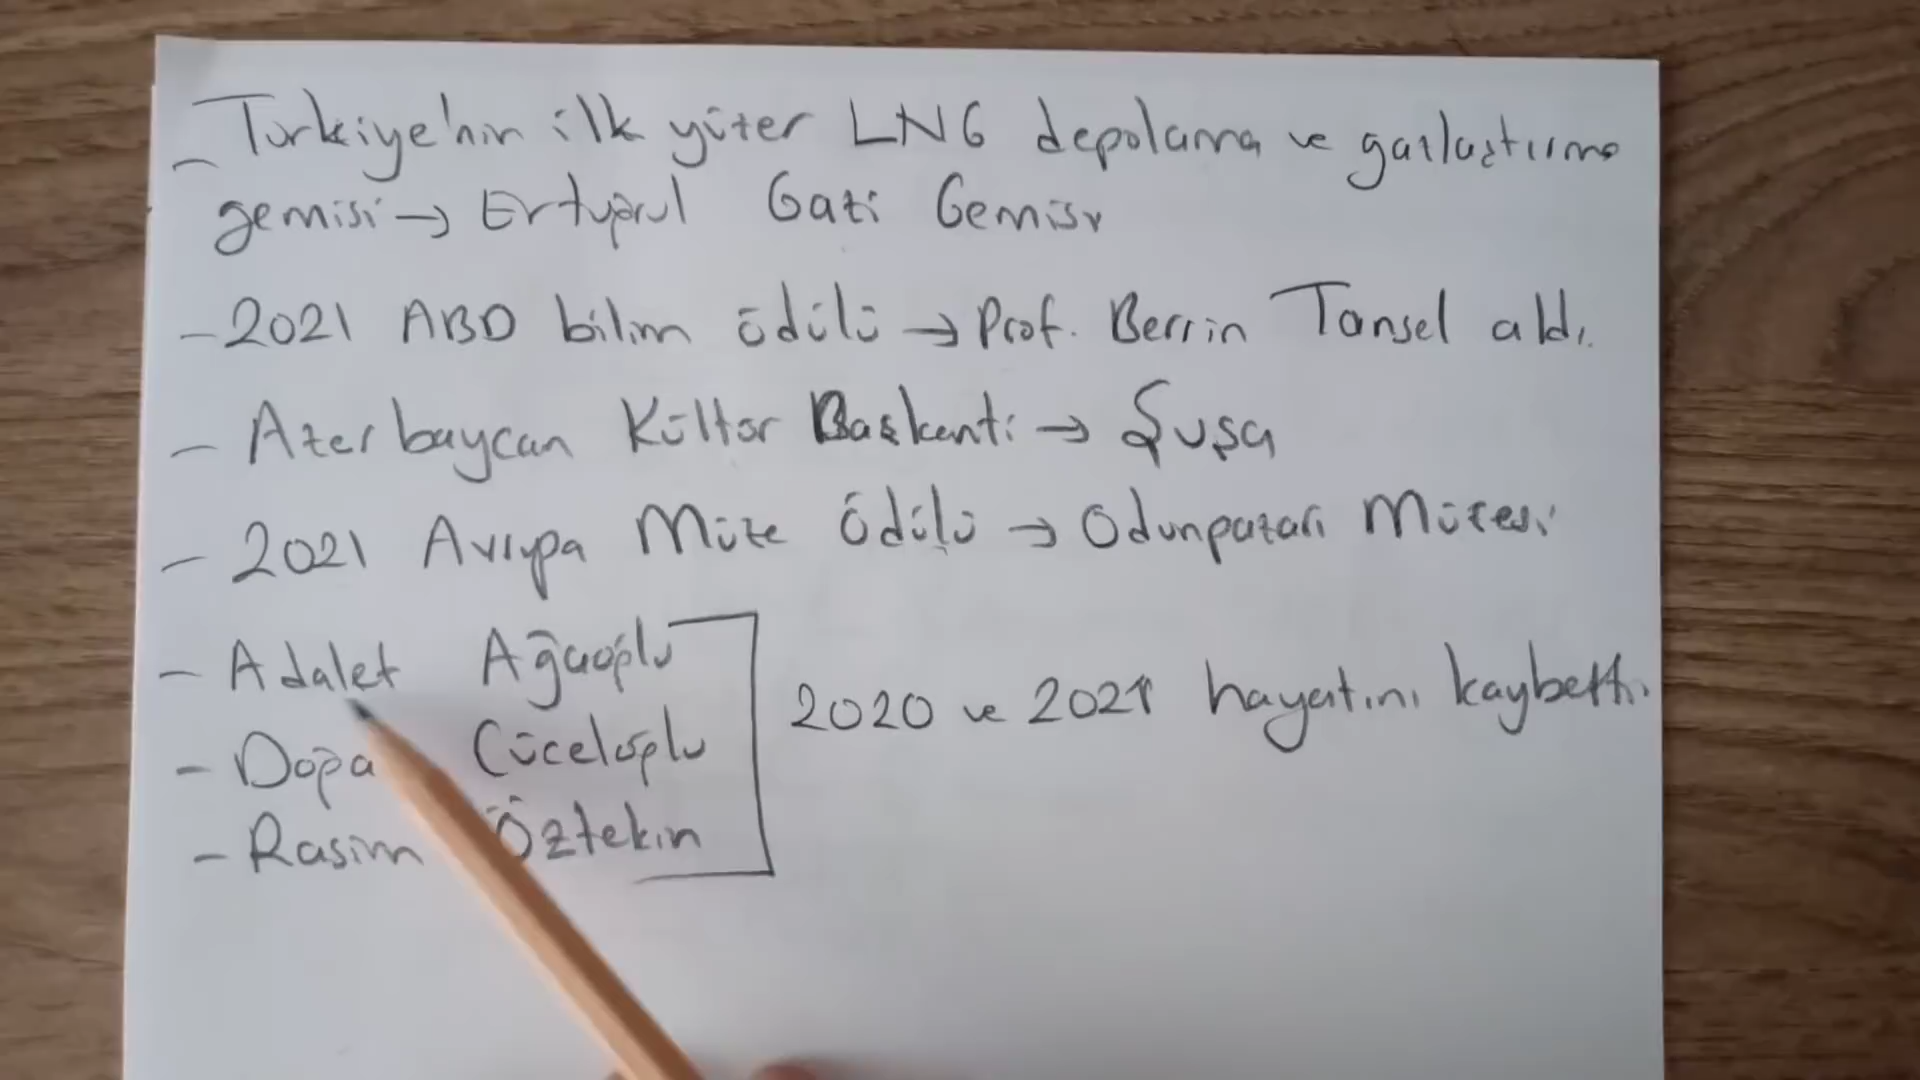 - Türkiye'nin ilk yüzer LNG depolama ve gazlaştırma
gemisi → Ertuğrul Gazi Gemisi
- 2021 ABD bilim ödülü → Prof. Berrin Tansel aldı.
- Azerbaycan Kültür Başkenti → Şuşa
- 2021 Avrupa Müze Ödülü → Odunpazarı Müzesi
- Adalet Ağaoğlu
- Doğa Cüceloğlu
- Rasim Öztekin
2020 ve 2021 hayatını kaybetti.